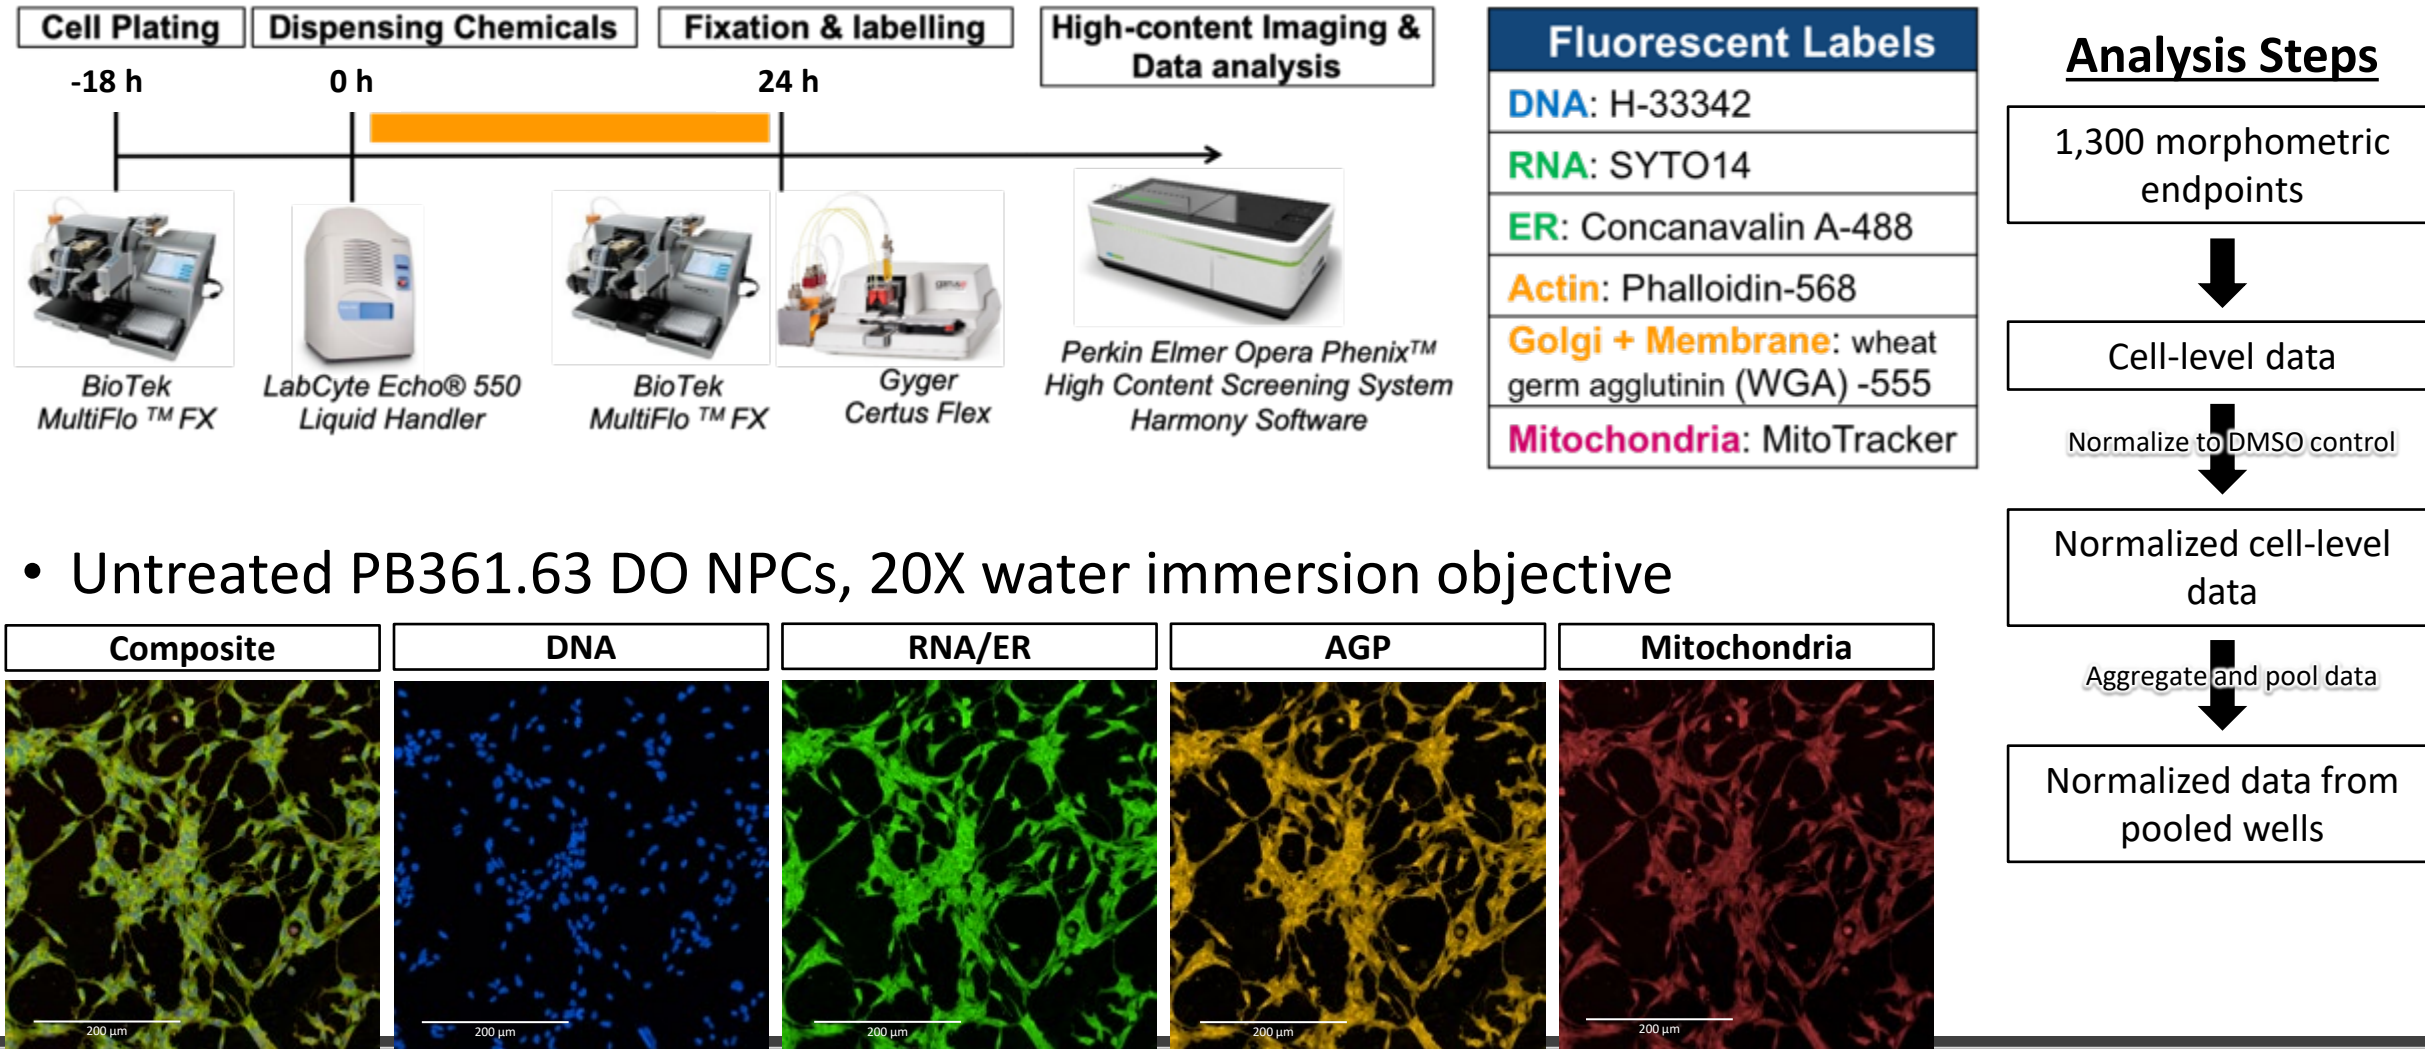 Cell Plating
Dispensing Chemicals
Fixation & labelling
High-content Imaging &
Data analysis
-18 h
0 h
24 h
BioTek
MultiFlo ™ FX
LabCyte Echo® 550
Liquid Handler
BioTek
MultiFlo ™ FX
Gyger
Certus Flex
Perkin Elmer Opera Phenix™
High Content Screening System
Harmony Software
Fluorescent Labels
DNA: H-33342
RNA: SYTO14
ER: Concanavalin A-488
Actin: Phalloidin-568
Golgi + Membrane: wheat
germ agglutinin (WGA) -555
Mitochondria: MitoTracker
Analysis Steps
1,300 morphometric
endpoints
Cell-level data
Normalize to DMSO control
Normalized cell-level
data
Aggregate and pool data
Normalized data from
pooled wells
• Untreated PB361.63 DO NPCs, 20X water immersion objective
Composite
DNA
RNA/ER
AGP
Mitochondria
200 µm
200 µm
200 µm
200 µm
200 µm